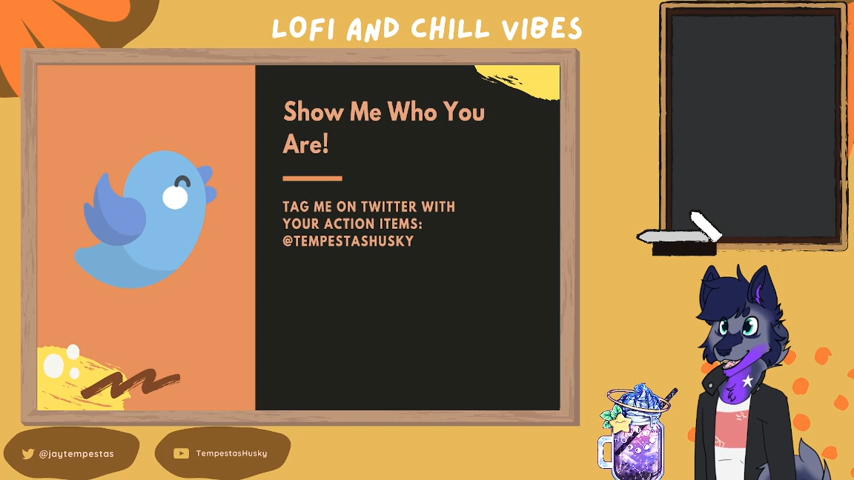 LOFI AND CHILL VIBES
Show Me Who You
Are!
TAG ME ON TWITTER WITH
YOUR ACTION ITEMS:
@TEMPESTASHUSKY
@jaytempestas
TempestasHusky